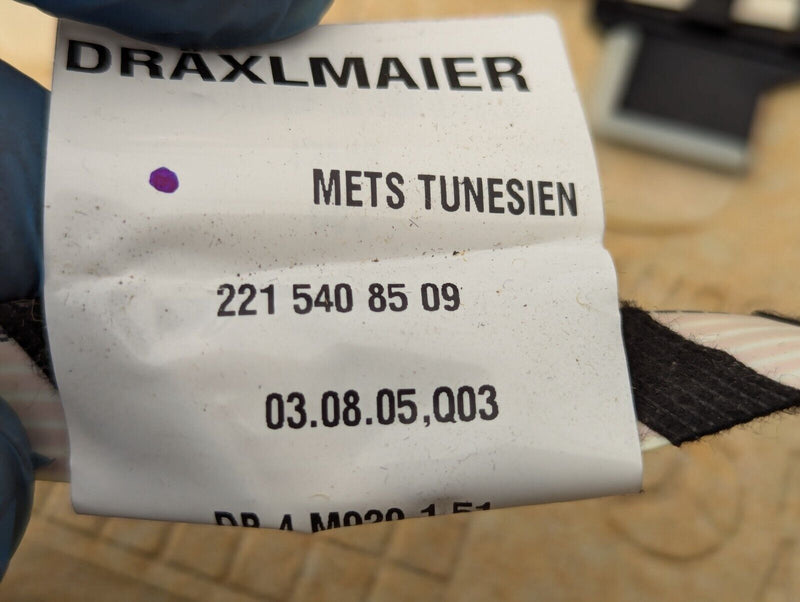 DRÄXLMAIER
METS TUNESIEN
221 540 85 09
03.08.05,Q03